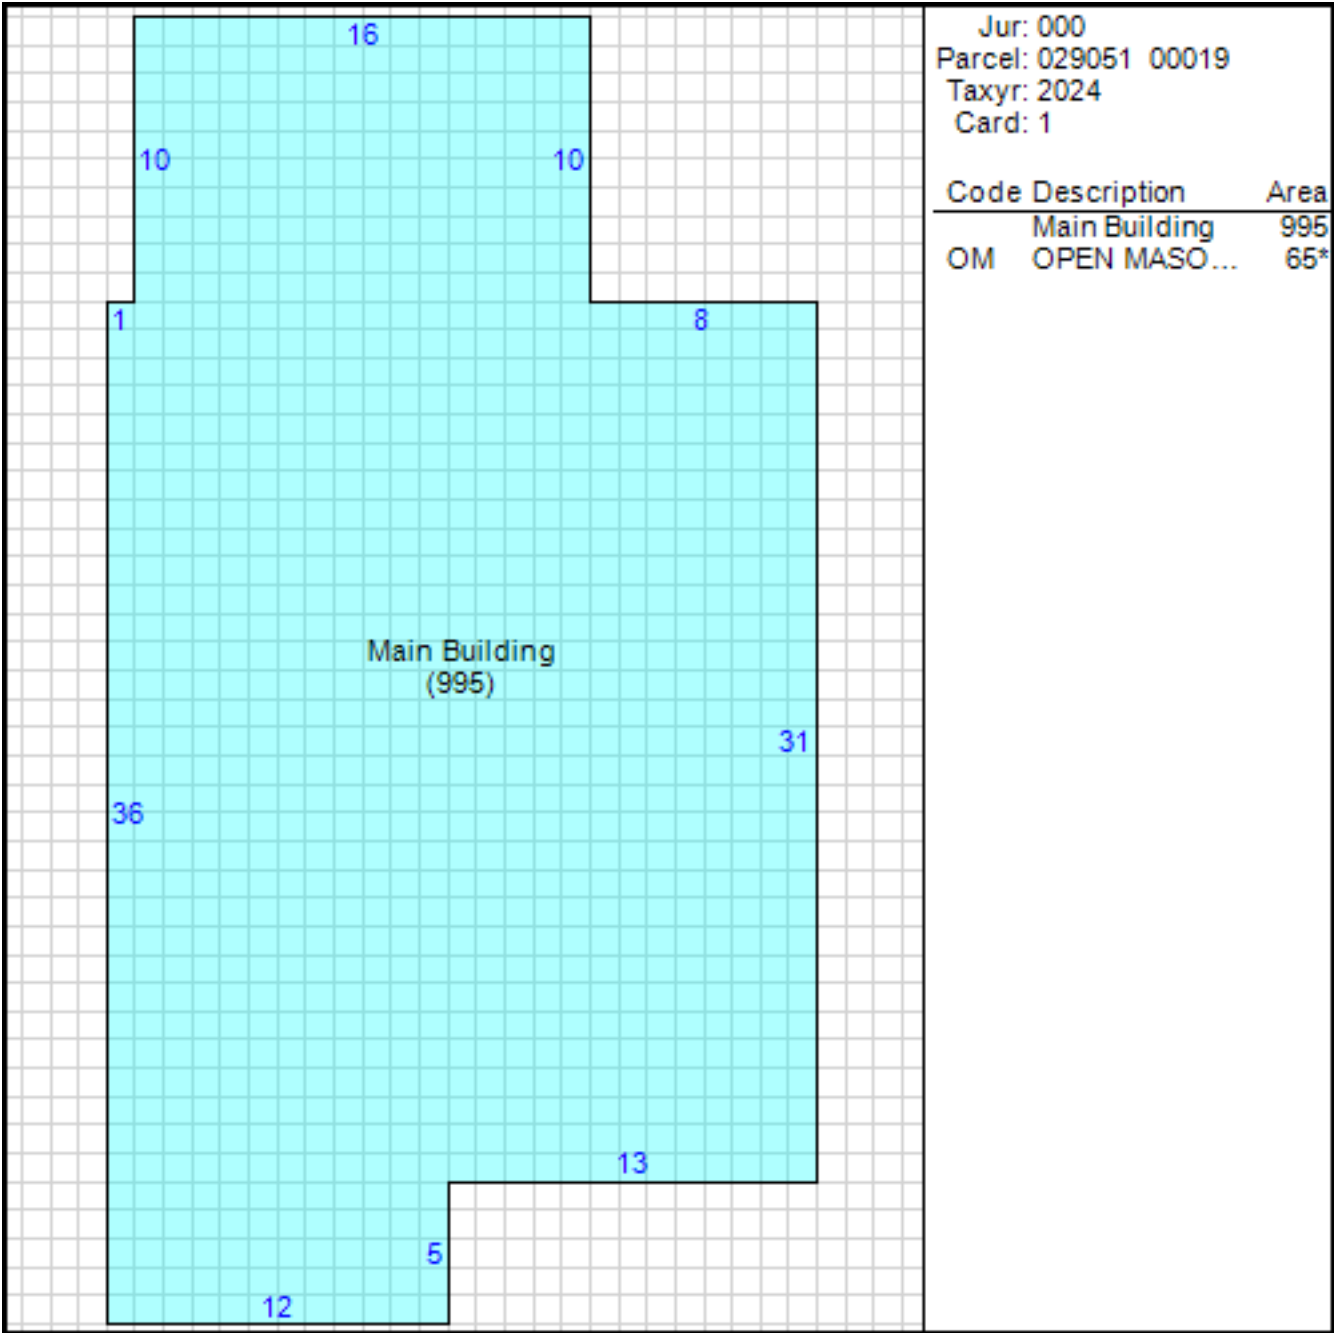 16
10 10
1 8
Main Building
(995)
31
36
13
5
12
Jur: 000
Parcel: 029051 00019
Taxyr: 2024
Card: 1
Code Description Area
Main Building 995
OM OPEN MASO... 65*